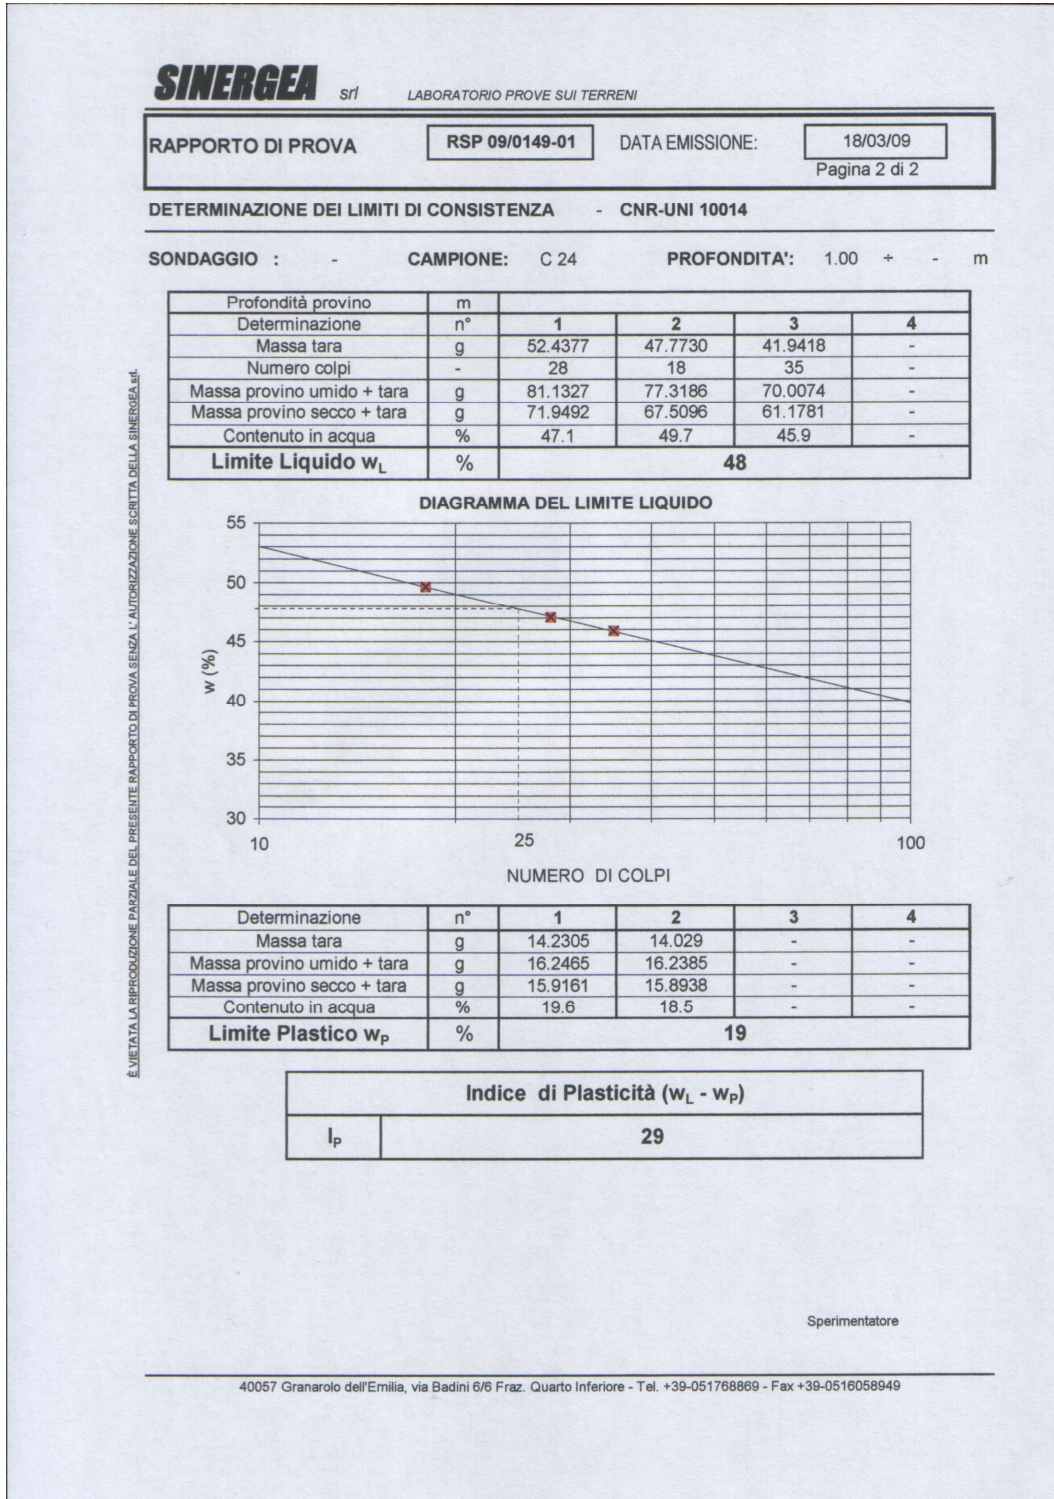 SINERGEA srl LABORATORIO PROVE SUI TERRENI
RAPPORTO DI PROVA RSP 09/0149-01 DATA EMISSIONE: 18/03/09
Pagina 2 di 2
DETERMINAZIONE DEI LIMITI DI CONSISTENZA - CNR-UNI 10014
SONDAGGIO : - CAMPIONE: C 24 PROFONDITA': 1.00 ÷ - m
Profondità provino m
Determinazione n° 1 2 3 4
Massa tara g 52.4377 47.7730 41.9418 -
Numero colpi - 28 18 35 -
Massa provino umido + tara g 81.1327 77.3186 70.0074 -
Massa provino secco + tara g 71.9492 67.5096 61.1781 -
Contenuto in acqua % 47.1 49.7 45.9 -
Limite Liquido wL % 48
DIAGRAMMA DEL LIMITE LIQUIDO
55
50
45
40
35
30
w (%)
10 25 100
NUMERO DI COLPI
Determinazione n° 1 2 3 4
Massa tara g 14.2305 14.029 - -
Massa provino umido + tara g 16.2465 16.2385 - -
Massa provino secco + tara g 15.9161 15.8938 - -
Contenuto in acqua % 19.6 18.5 - -
Limite Plastico wP % 19
Indice di Plasticità (wL - wP)
IP 29
Sperimentatore
40057 Granarolo dell'Emilia, via Badini 6/6 Fraz. Quarto Inferiore - Tel. +39-051768869 - Fax +39-0516058949
È VIETATA LA RIPRODUZIONE PARZIALE DEL PRESENTE RAPPORTO DI PROVA SENZA L' AUTORIZZAZIONE SCRITTA DELLA SINERGEA srl.